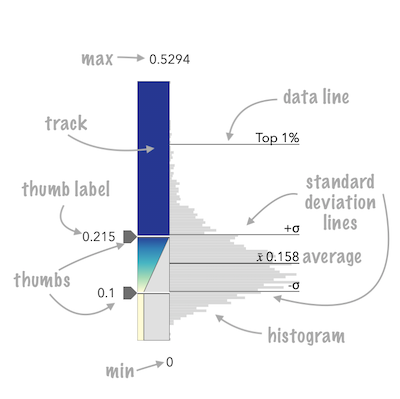 max
0.5294
data line
track
Top 1%
thumb label
standard
deviation
lines
0.215
+σ
x̄ 0.158
average
thumbs
0.1
-σ
histogram
min
0